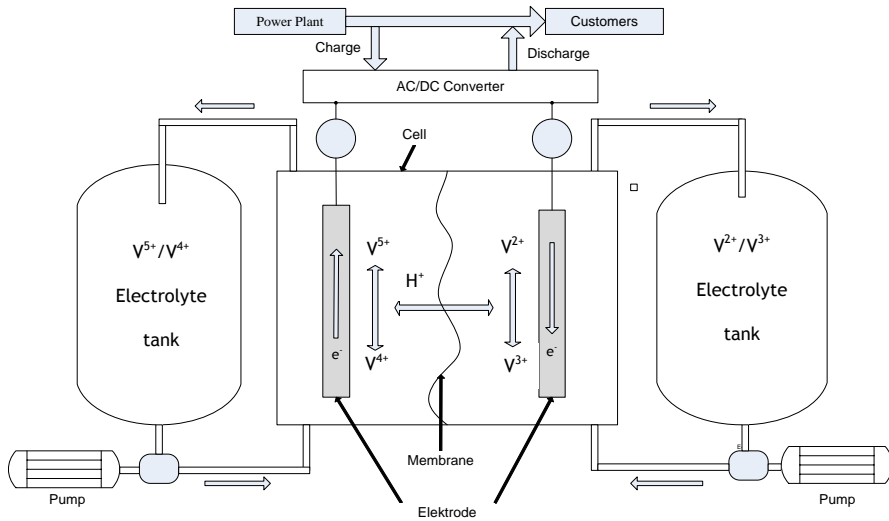 Power Plant
Customers
Charge
Discharge
AC/DC Converter
Cell
V⁵⁺/V⁴⁺
Electrolyte
tank
V⁵⁺
V⁴⁺
e⁻
H⁺
V²⁺
V³⁺
e⁻
V²⁺/V³⁺
Electrolyte
tank
E
Pump
Membrane
Elektrode
Pump